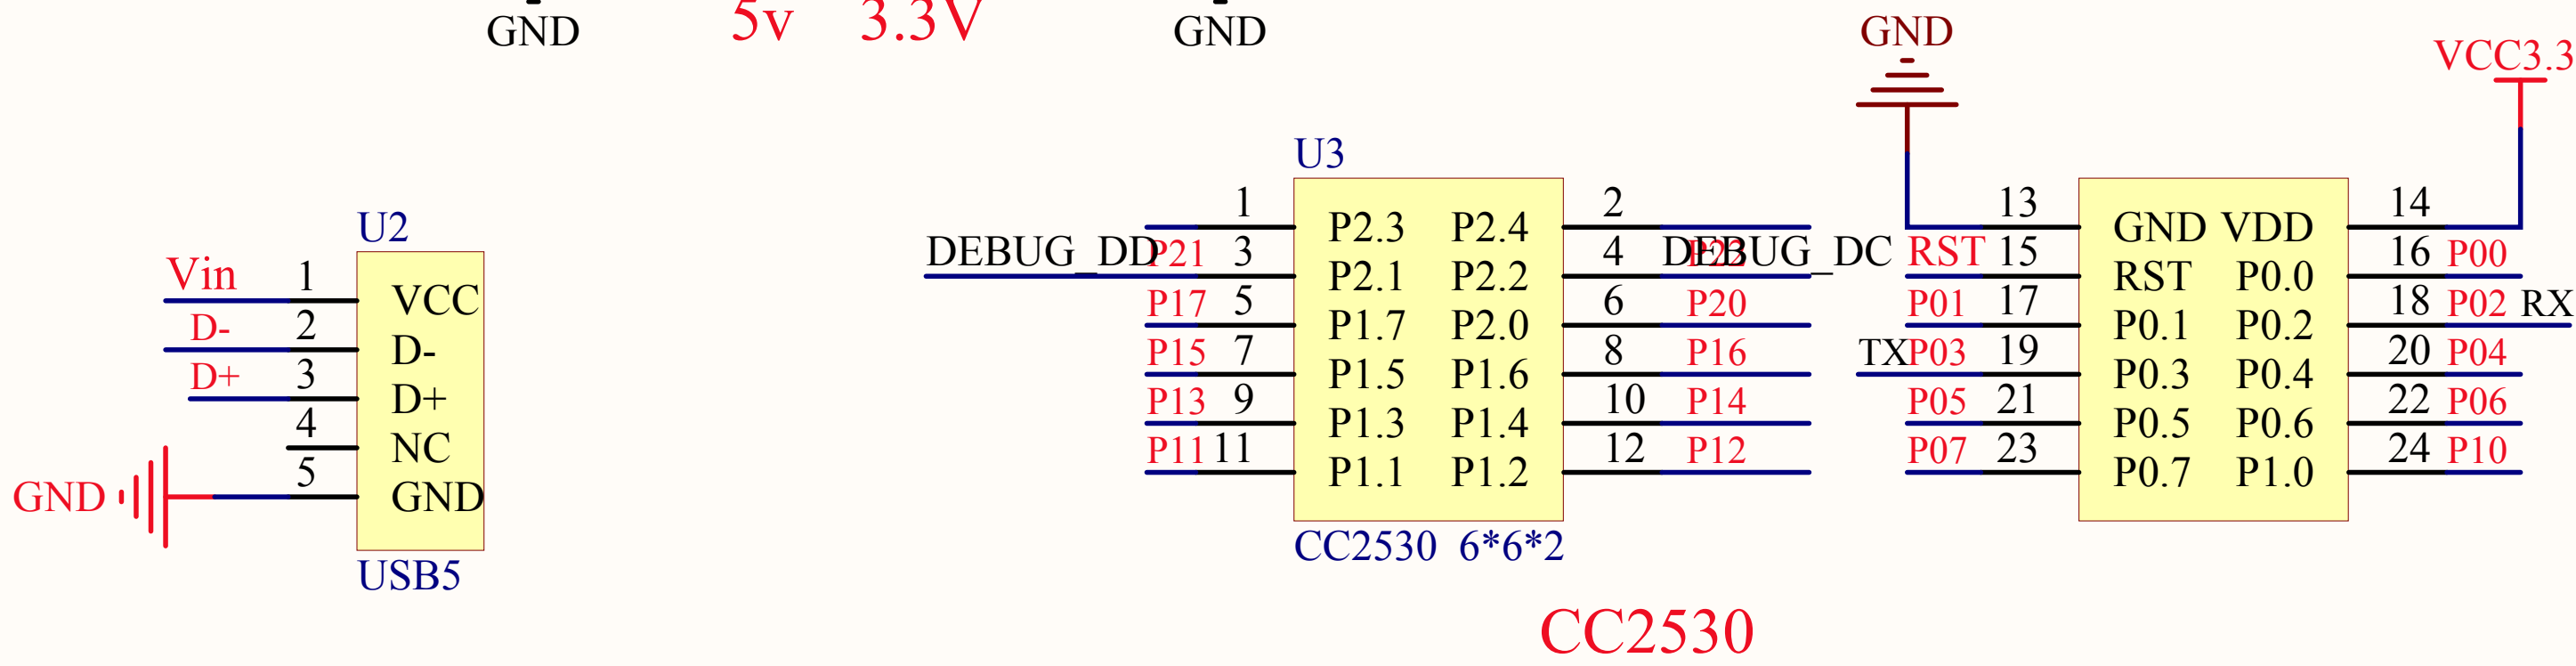 GND 5v 3.3V GND
GND
VCC3.3
U2
Vin 1 VCC
D- 2 D-
D+ 3 D+
4 NC
GND 5 GND
USB5
U3
1 P2.3 P2.4 2
DEBUG_DD P21 3 P2.1 P2.2 4 P22 DEBUG_DC
P17 5 P1.7 P2.0 6 P20
P15 7 P1.5 P1.6 8 P16
P13 9 P1.3 P1.4 10 P14
P11 11 P1.1 P1.2 12 P12
CC2530 6*6*2
13 GND VDD 14
RST 15 RST P0.0 16 P00
P01 17 P0.1 P0.2 18 P02 RX
TX P03 19 P0.3 P0.4 20 P04
P05 21 P0.5 P0.6 22 P06
P07 23 P0.7 P1.0 24 P10
CC2530